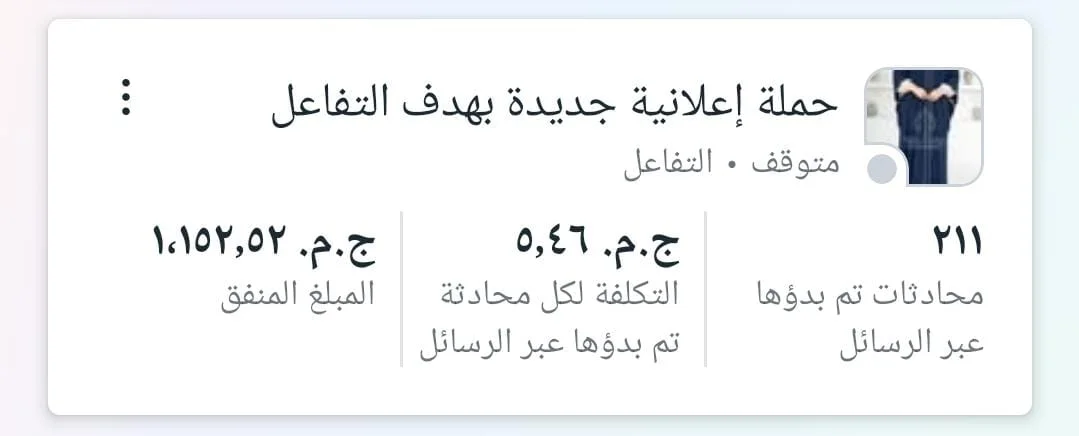 حملة إعلانية جديدة بهدف التفاعل
متوقف • التفاعل
٢١١
محادثات تم بدؤها
عبر الرسائل
ج.م. ٥,٤٦
التكلفة لكل محادثة
تم بدؤها عبر الرسائل
ج.م. ١،١٥٢,٥٢
المبلغ المنفق